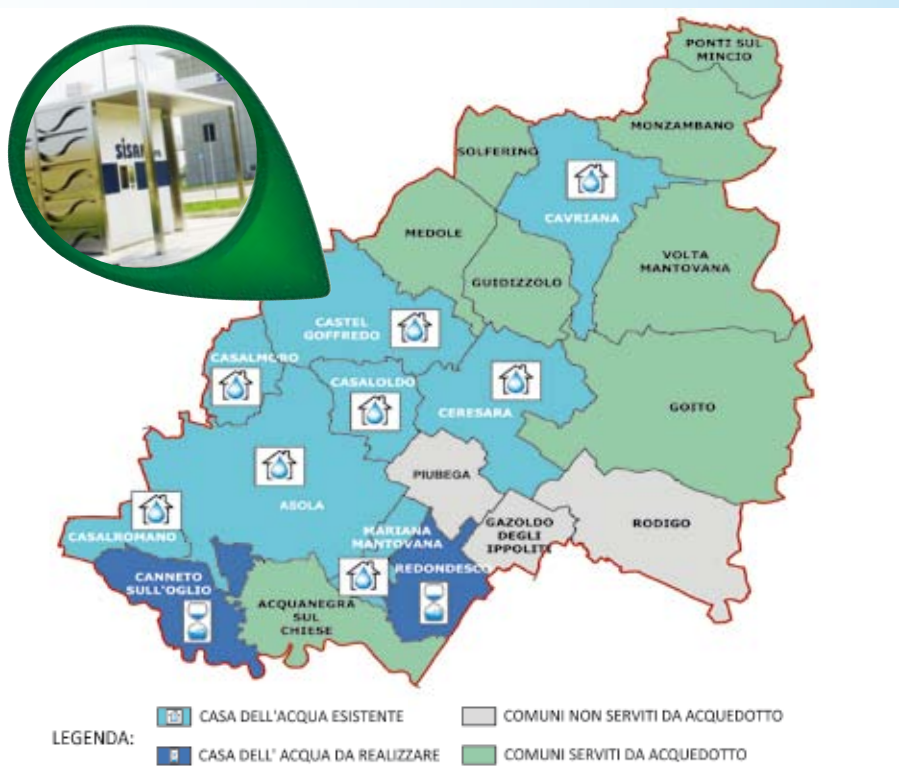 SISAM
PONTI SUL
MINCIO
MONZAMBANO
SOLFERINO
CAVRIANA
MEDOLE
VOLTA
MANTOVANA
GUIDIZZOLO
CASTEL
GOFFREDO
CASALMORO
CASALOLDO
CERESARA
GOITO
PIUBEGA
ASOLA
RODIGO
GAZOLDO
DEGLI
IPPOLITI
MARIANA
MANTOVANA
CASALROMANO
REDONDESCO
CANNETO
SULL'OGLIO
ACQUANEGRA
SUL
CHIESE
LEGENDA:
CASA DELL'ACQUA ESISTENTE
COMUNI NON SERVITI DA ACQUEDOTTO
CASA DELL' ACQUA DA REALIZZARE
COMUNI SERVITI DA ACQUEDOTTO